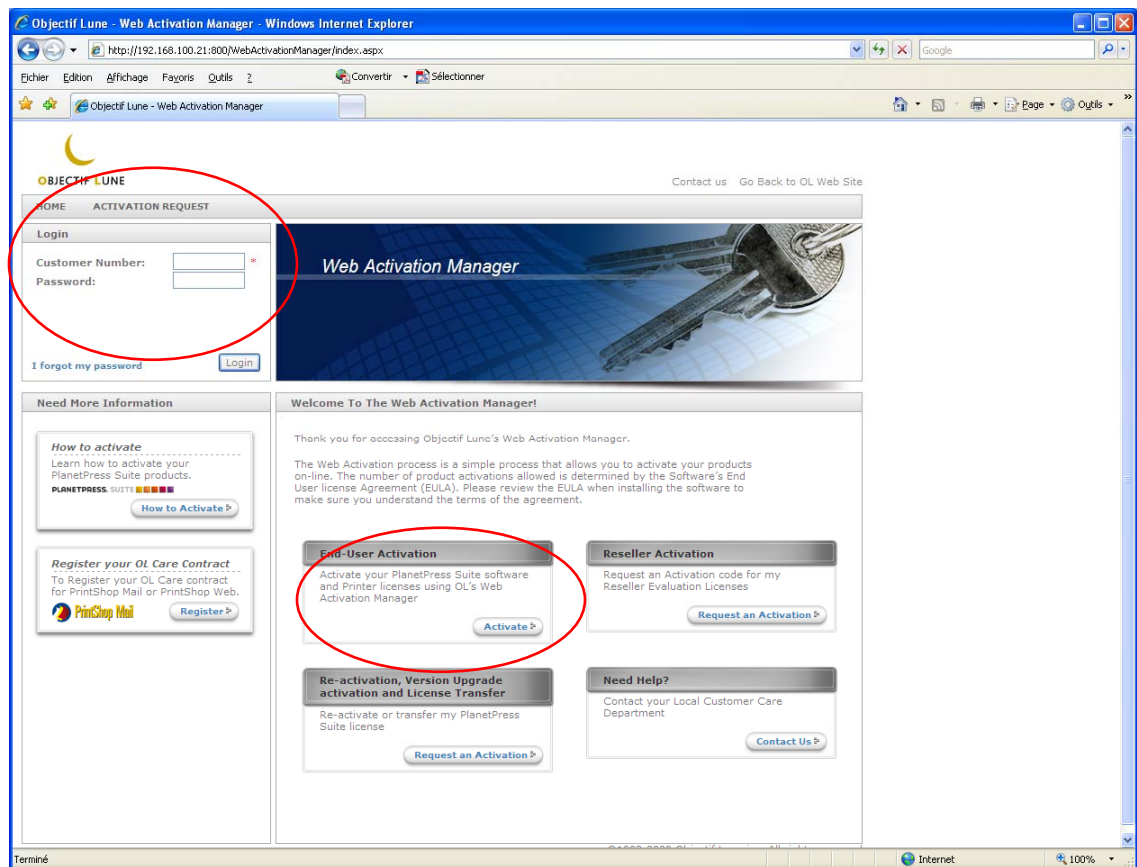 Objectif Lune - Web Activation Manager - Windows Internet Explorer
http://192.168.100.21:800/WebActivationManager/index.aspx
Google
Fichier Edition Affichage Favoris Outils ? Convertir Sélectionner
Objectif Lune - Web Activation Manager
Page Outils »
OBJECTIF LUNE
Contact us Go Back to OL Web Site
HOME ACTIVATION REQUEST
Login
Customer Number: *
Password:
I forgot my password Login
Web Activation Manager
Need More Information
How to activate
Learn how to activate your
PlanetPress Suite products.
PLANETPRESS. SUITE
How to Activate
Register your OL Care Contract
To Register your OL Care contract
for PrintShop Mail or PrintShop Web.
PrintShop Mail Register
Welcome To The Web Activation Manager!
Thank you for accessing Objectif Lune's Web Activation Manager.
The Web Activation process is a simple process that allows you to activate your products
on-line. The number of product activations allowed is determined by the Software's End
User license Agreement (EULA). Please review the EULA when installing the software to
make sure you understand the terms of the agreement.
End-User Activation
Activate your PlanetPress Suite software
and Printer licenses using OL's Web
Activation Manager
Activate
Reseller Activation
Request an Activation code for my
Reseller Evaluation Licenses
Request an Activation
Re-activation, Version Upgrade
activation and License Transfer
Re-activate or transfer my PlanetPress
Suite license
Request an Activation
Need Help?
Contact your Local Customer Care
Department
Contact Us
Terminé Internet 100%